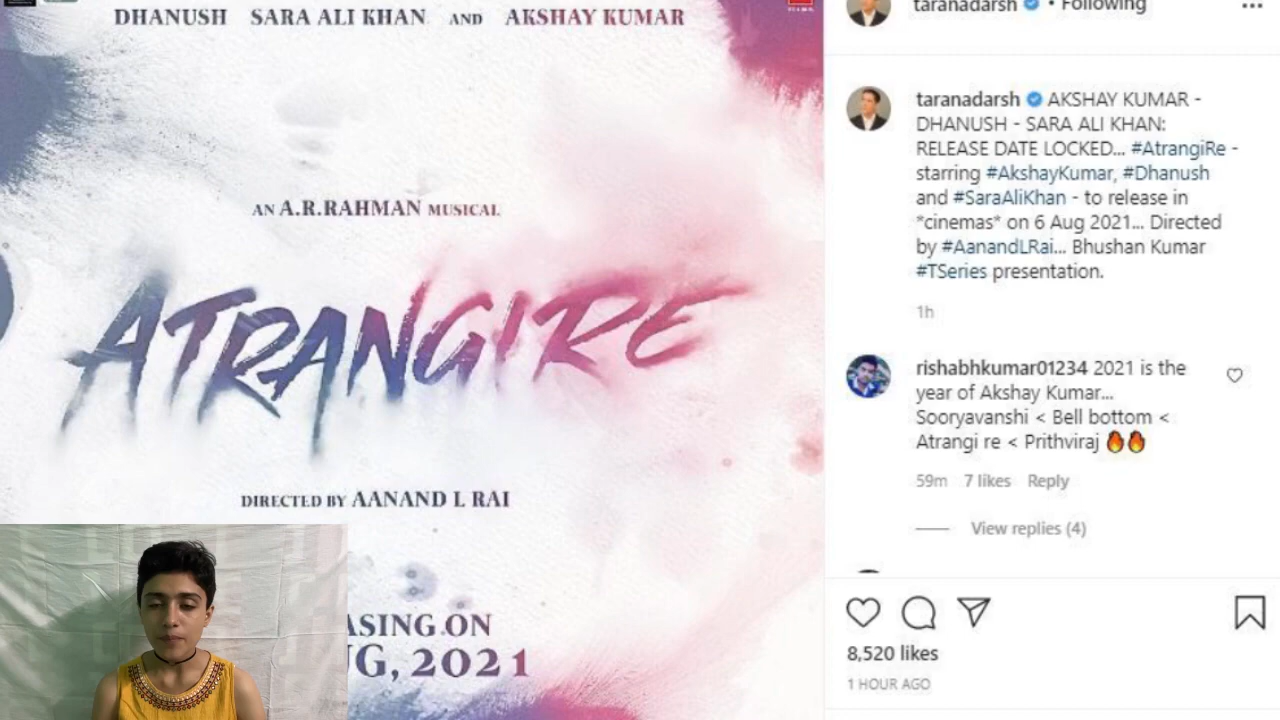 DHANUSH SARA ALI KHAN AND AKSHAY KUMAR
AN A.R.RAHMAN MUSICAL
ATRANGI RE
DIRECTED BY AANAND L RAI
ASING ON
G, 2021
taranadarsh • Following
taranadarsh AKSHAY KUMAR -
DHANUSH - SARA ALI KHAN:
RELEASE DATE LOCKED... #AtrangiRe -
starring #AkshayKumar, #Dhanush
and #SaraAliKhan - to release in
*cinemas* on 6 Aug 2021... Directed
by #AanandLRai... Bhushan Kumar
#TSeries presentation.
1h
rishabhkumar01234 2021 is the
year of Akshay Kumar...
Sooryavanshi < Bell bottom <
Atrangi re < Prithviraj 🔥🔥
59m 7 likes Reply
View replies (4)
8,520 likes
1 HOUR AGO